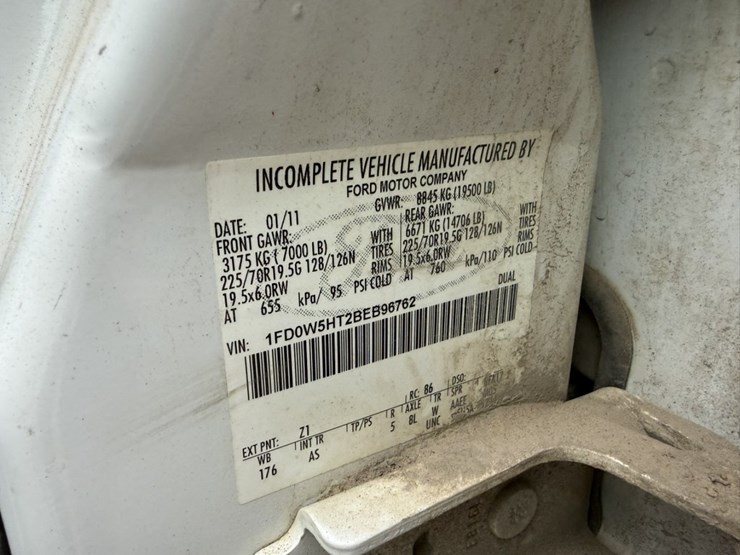 INCOMPLETE VEHICLE MANUFACTURED BY
FORD MOTOR COMPANY
DATE: 01/11 GVWR: 8845 KG (19500 LB)
FRONT GAWR: REAR GAWR:
3175 KG ( 7000 LB) WITH 6671 KG (14706 LB) WITH
225/70R19.5G 128/126N TIRES 225/70R19.5G 128/126N TIRES
19.5x6.0RW RIMS 19.5x6.0RW RIMS
AT 655 kPa/ 95 PSI COLD AT 760 kPa/110 PSI COLD
DUAL
VIN: 1FD0W5HT2BEB96762
EXT PNT: Z1 RC: 86 DSO:
WB INT TR TP/PS R AXLE TR SPR
176 AS 5 8L W AAEE
UNC